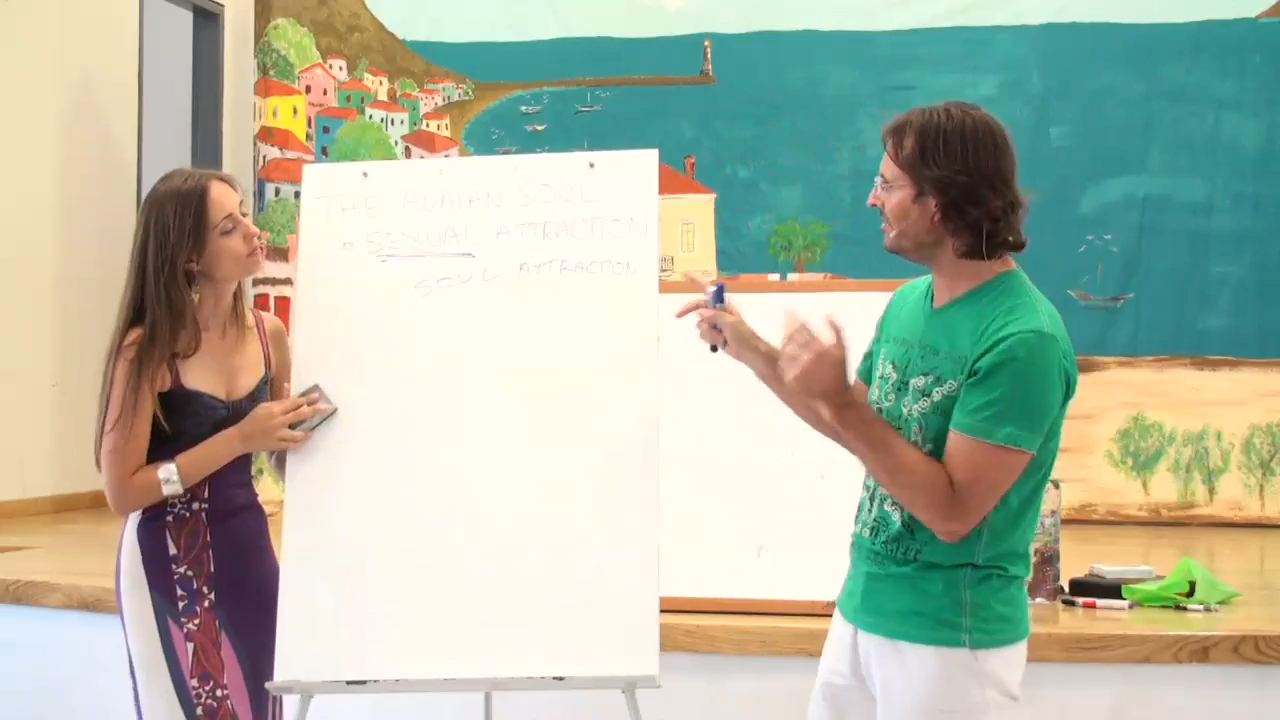 THE HUMAN SOUL
• SEXUAL ATTRACTION
SOUL ATTRACTION